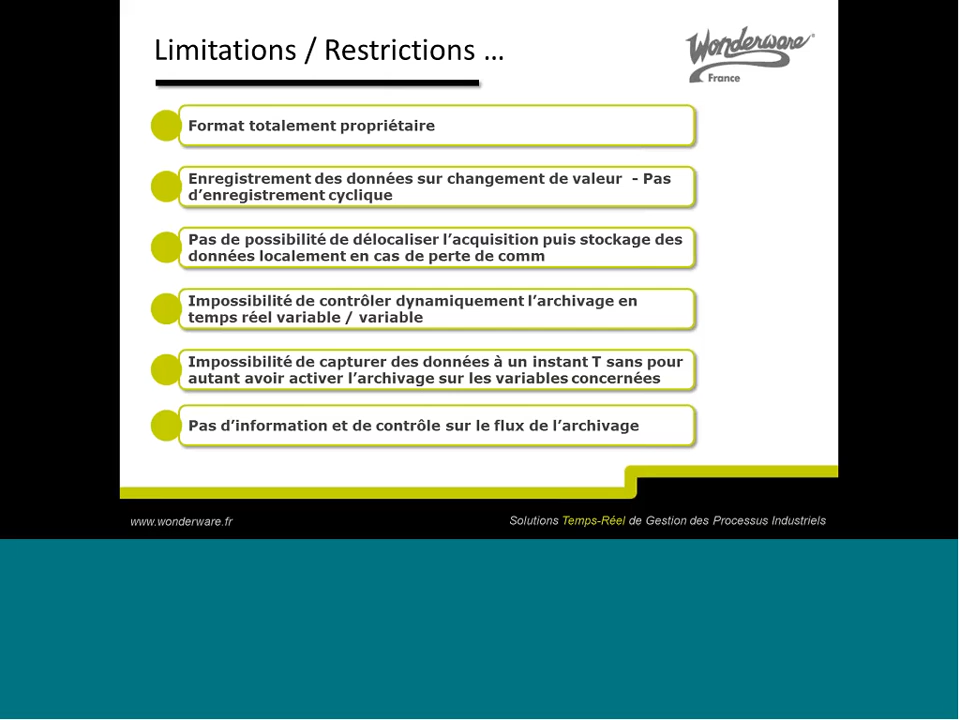 Limitations / Restrictions ...
Wonderware®
France
Format totalement propriétaire
Enregistrement des données sur changement de valeur - Pas
d’enregistrement cyclique
Pas de possibilité de délocaliser l’acquisition puis stockage des
données localement en cas de perte de comm
Impossibilité de contrôler dynamiquement l’archivage en
temps réel variable / variable
Impossibilité de capturer des données à un instant T sans pour
autant avoir activer l’archivage sur les variables concernées
Pas d’information et de contrôle sur le flux de l’archivage
www.wonderware.fr
Solutions Temps-Réel de Gestion des Processus Industriels